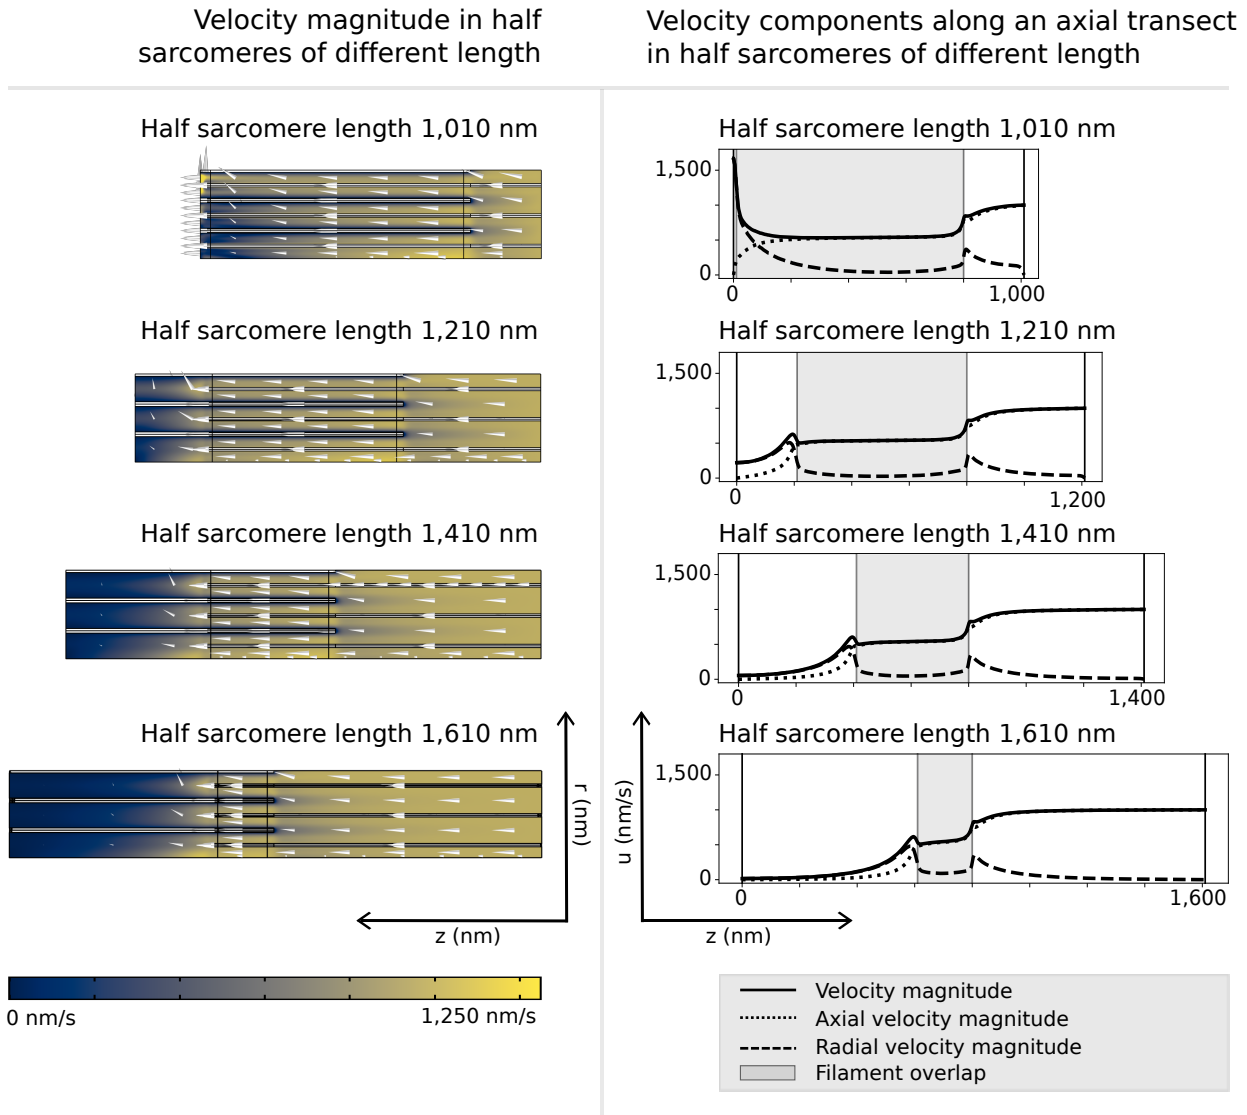 Velocity magnitude in half
sarcomeres of different length
Velocity components along an axial transect
in half sarcomeres of different length
Half sarcomere length 1,010 nm
Half sarcomere length 1,210 nm
Half sarcomere length 1,410 nm
Half sarcomere length 1,610 nm
r (nm)
z (nm)
0 nm/s
1,250 nm/s
Half sarcomere length 1,010 nm
1,500
0
0
1,000
Half sarcomere length 1,210 nm
1,500
0
0
1,200
Half sarcomere length 1,410 nm
1,500
0
0
1,400
Half sarcomere length 1,610 nm
1,500
0
0
1,600
u (nm/s)
z (nm)
Velocity magnitude
Axial velocity magnitude
Radial velocity magnitude
Filament overlap